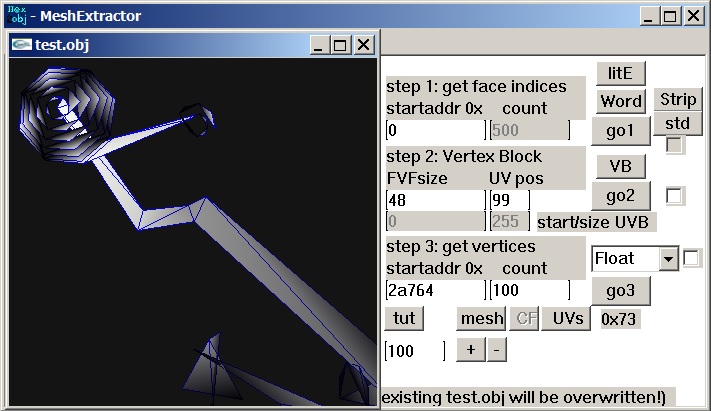 Hex
obj - MeshExtractor
test.obj
litE
step 1: get face indices
Word
Strip
startaddr 0x count
0 500 go1 std
step 2: Vertex Block
VB
FVFsize UV pos
48 99 go2
0 255 start/size UVB
step 3: get vertices
Float
startaddr 0x count
2a764 100 go3
tut mesh CF UVs 0x73
100 + -
existing test.obj will be overwritten!)